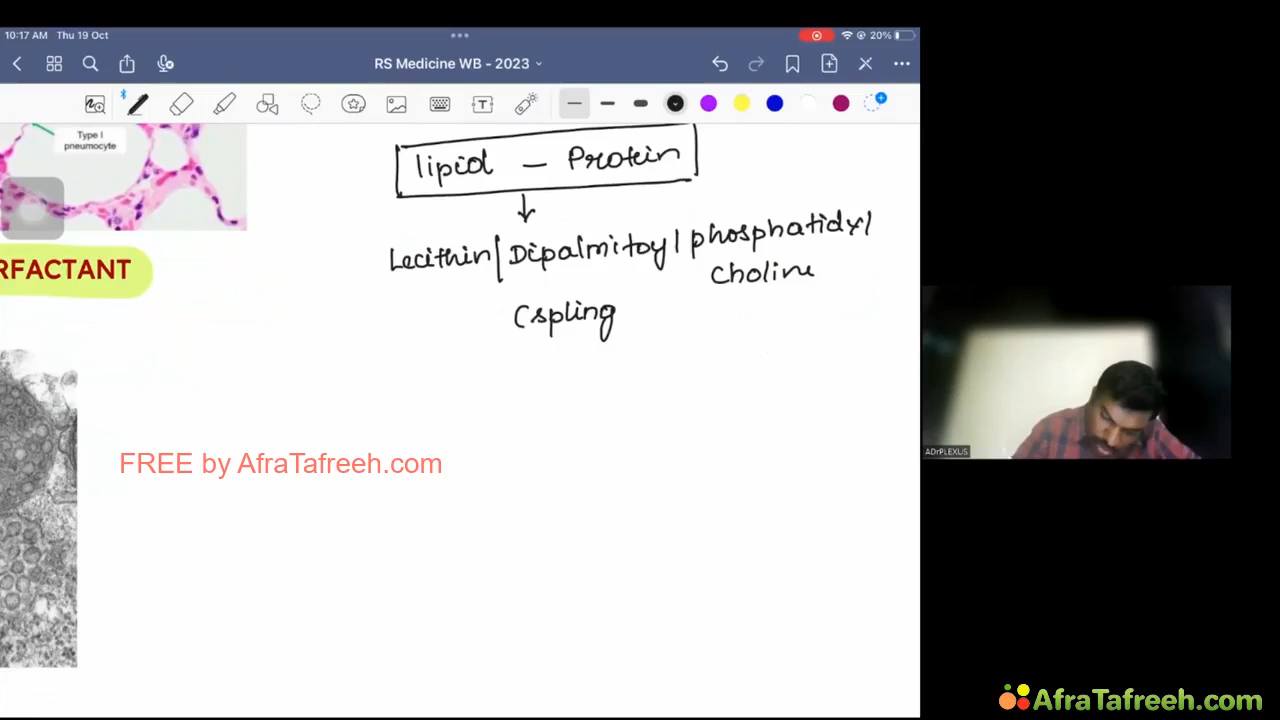 10:17 AM Thu 19 Oct
20%
RS Medicine WB - 2023
Type I
pneumocyte
lipid — Protein
Lecithin / Dipalmitoyl phosphatidyl
Choline
(spling
RFACTANT
FREE by AfraTafreeh.com
ADrPLEXUS
AfraTafreeh.com